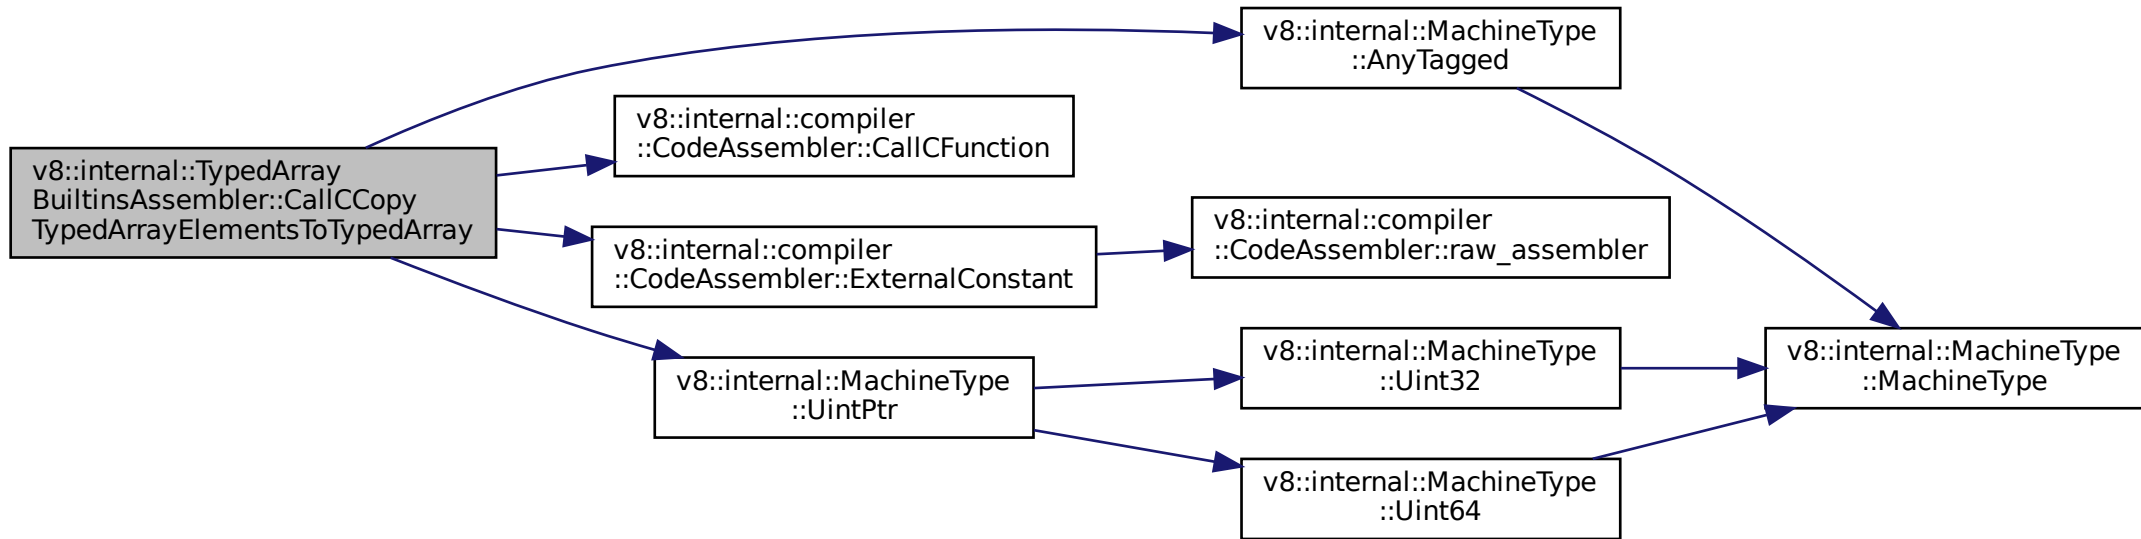 v8::internal::TypedArray
BuiltinsAssembler::CallCCopy
TypedArrayElementsToTypedArray
v8::internal::MachineType
::AnyTagged
v8::internal::compiler
::CodeAssembler::CallCFunction
v8::internal::compiler
::CodeAssembler::ExternalConstant
v8::internal::compiler
::CodeAssembler::raw_assembler
v8::internal::MachineType
::UintPtr
v8::internal::MachineType
::Uint32
v8::internal::MachineType
::Uint64
v8::internal::MachineType
::MachineType